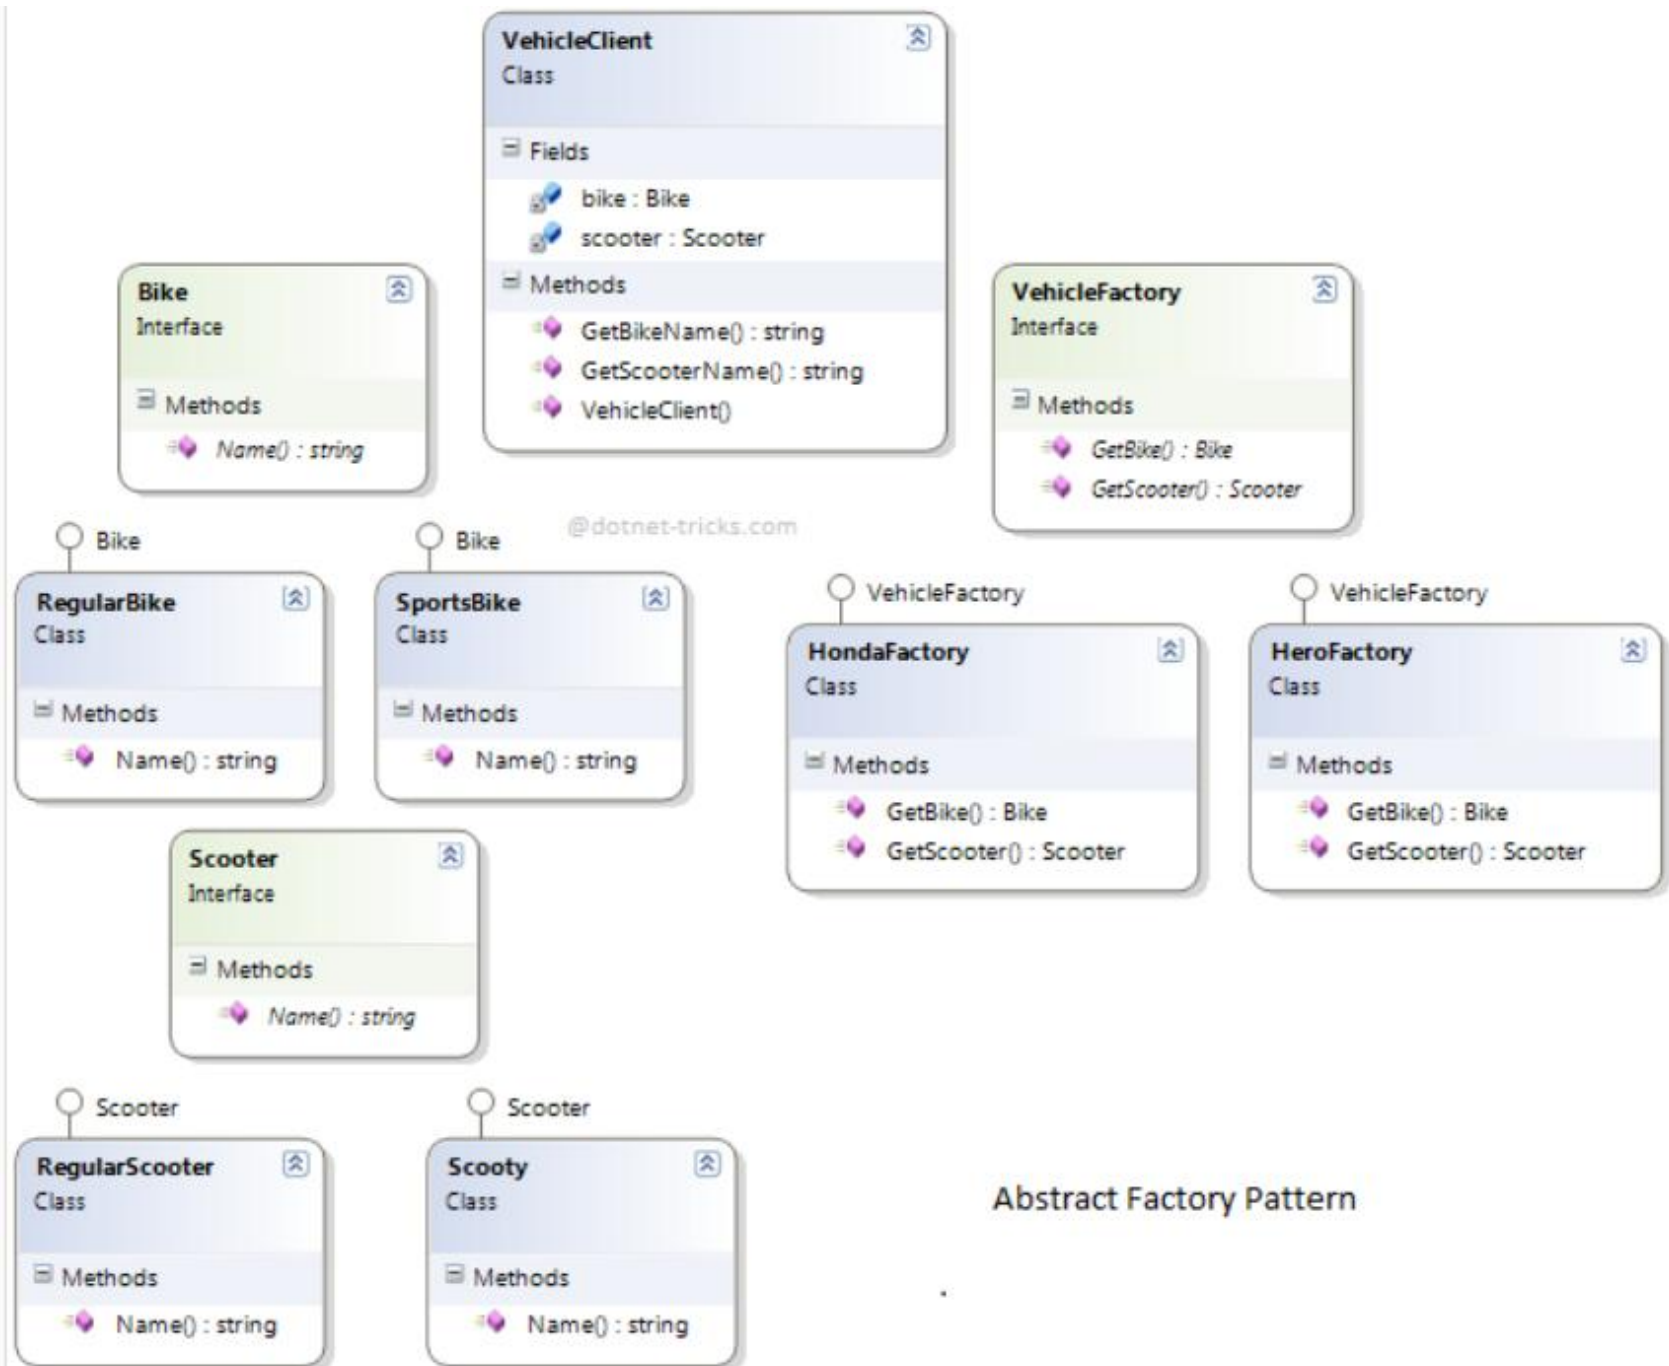 VehicleClient
Class
Fields
bike : Bike
scooter : Scooter
Methods
GetBikeName() : string
GetScooterName() : string
VehicleClient()
Bike
Interface
Methods
Name() : string
VehicleFactory
Interface
Methods
GetBike() : Bike
GetScooter() : Scooter
@dotnet-tricks.com
Bike
RegularBike
Class
Methods
Name() : string
Bike
SportsBike
Class
Methods
Name() : string
VehicleFactory
HondaFactory
Class
Methods
GetBike() : Bike
GetScooter() : Scooter
VehicleFactory
HeroFactory
Class
Methods
GetBike() : Bike
GetScooter() : Scooter
Scooter
Interface
Methods
Name() : string
Scooter
RegularScooter
Class
Methods
Name() : string
Scooter
Scooty
Class
Methods
Name() : string
Abstract Factory Pattern
.